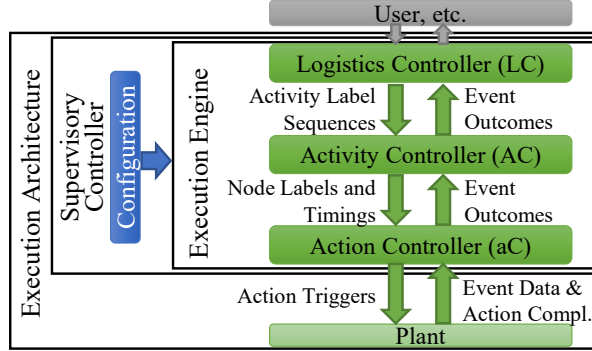 User, etc.
Execution Architecture
Supervisory
Controller
Configuration
Execution Engine
Logistics Controller (LC)
Activity Label
Sequences
Event
Outcomes
Activity Controller (AC)
Node Labels and
Timings
Event
Outcomes
Action Controller (aC)
Action Triggers
Event Data &
Action Compl.
Plant